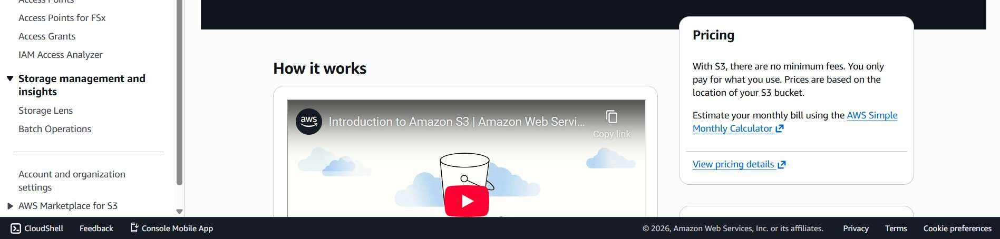 Access Points
Access Points for FSx
Access Grants
IAM Access Analyzer
Storage management and
insights
Storage Lens
Batch Operations
Account and organization
settings
AWS Marketplace for S3
How it works
aws
Introduction to Amazon S3 | Amazon Web Servi...
Copy link
Pricing
With S3, there are no minimum fees. You only
pay for what you use. Prices are based on the
location of your S3 bucket.
Estimate your monthly bill using the AWS Simple
Monthly Calculator
View pricing details
CloudShell
Feedback
Console Mobile App
© 2026, Amazon Web Services, Inc. or its affiliates.
Privacy
Terms
Cookie preferences